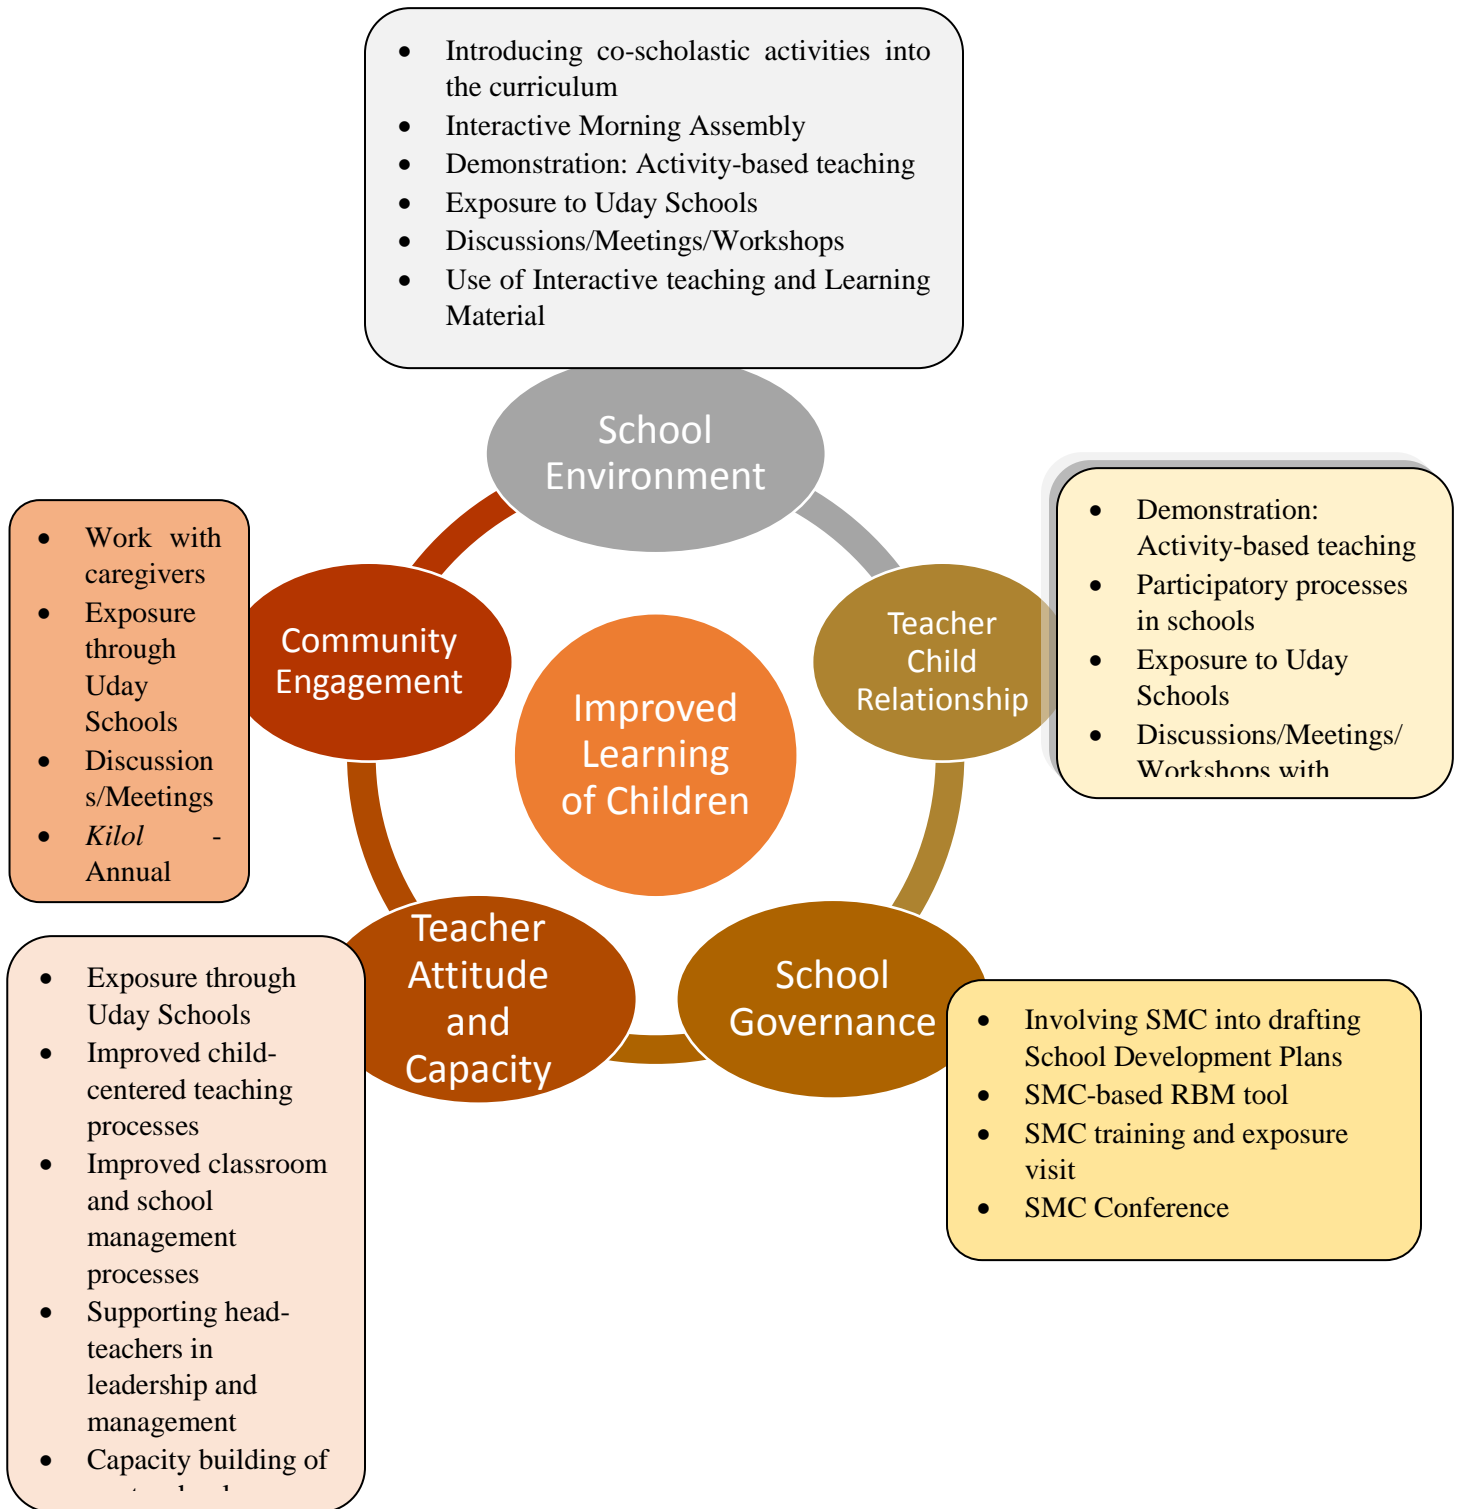 • Introducing co-scholastic activities into
the curriculum
• Interactive Morning Assembly
• Demonstration: Activity-based teaching
• Exposure to Uday Schools
• Discussions/Meetings/Workshops
• Use of Interactive teaching and Learning
Material
School
Environment
• Work with
caregivers
• Exposure
through
Uday
Schools
• Discussion
s/Meetings
• Kilol -
Annual
Community
Engagement
Improved
Learning
of Children
Teacher
Child
Relationship
• Demonstration:
Activity-based teaching
• Participatory processes
in schools
• Exposure to Uday
Schools
• Discussions/Meetings/
Workshops with
Teacher
Attitude
and
Capacity
School
Governance
• Exposure through
Uday Schools
• Improved child-
centered teaching
processes
• Improved classroom
and school
management
processes
• Supporting head-
teachers in
leadership and
management
• Capacity building of
• Involving SMC into drafting
School Development Plans
• SMC-based RBM tool
• SMC training and exposure
visit
• SMC Conference